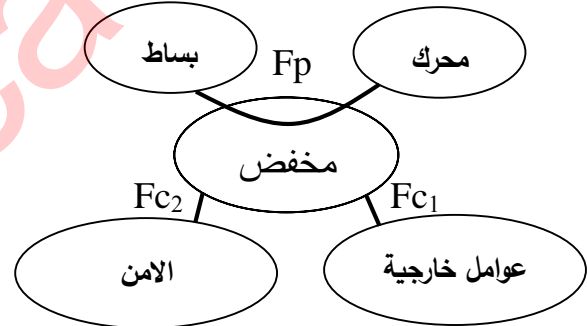 محرك
بساط
Fp
مخفض
Fc₂
Fc₁
عوامل خارجية
الامن